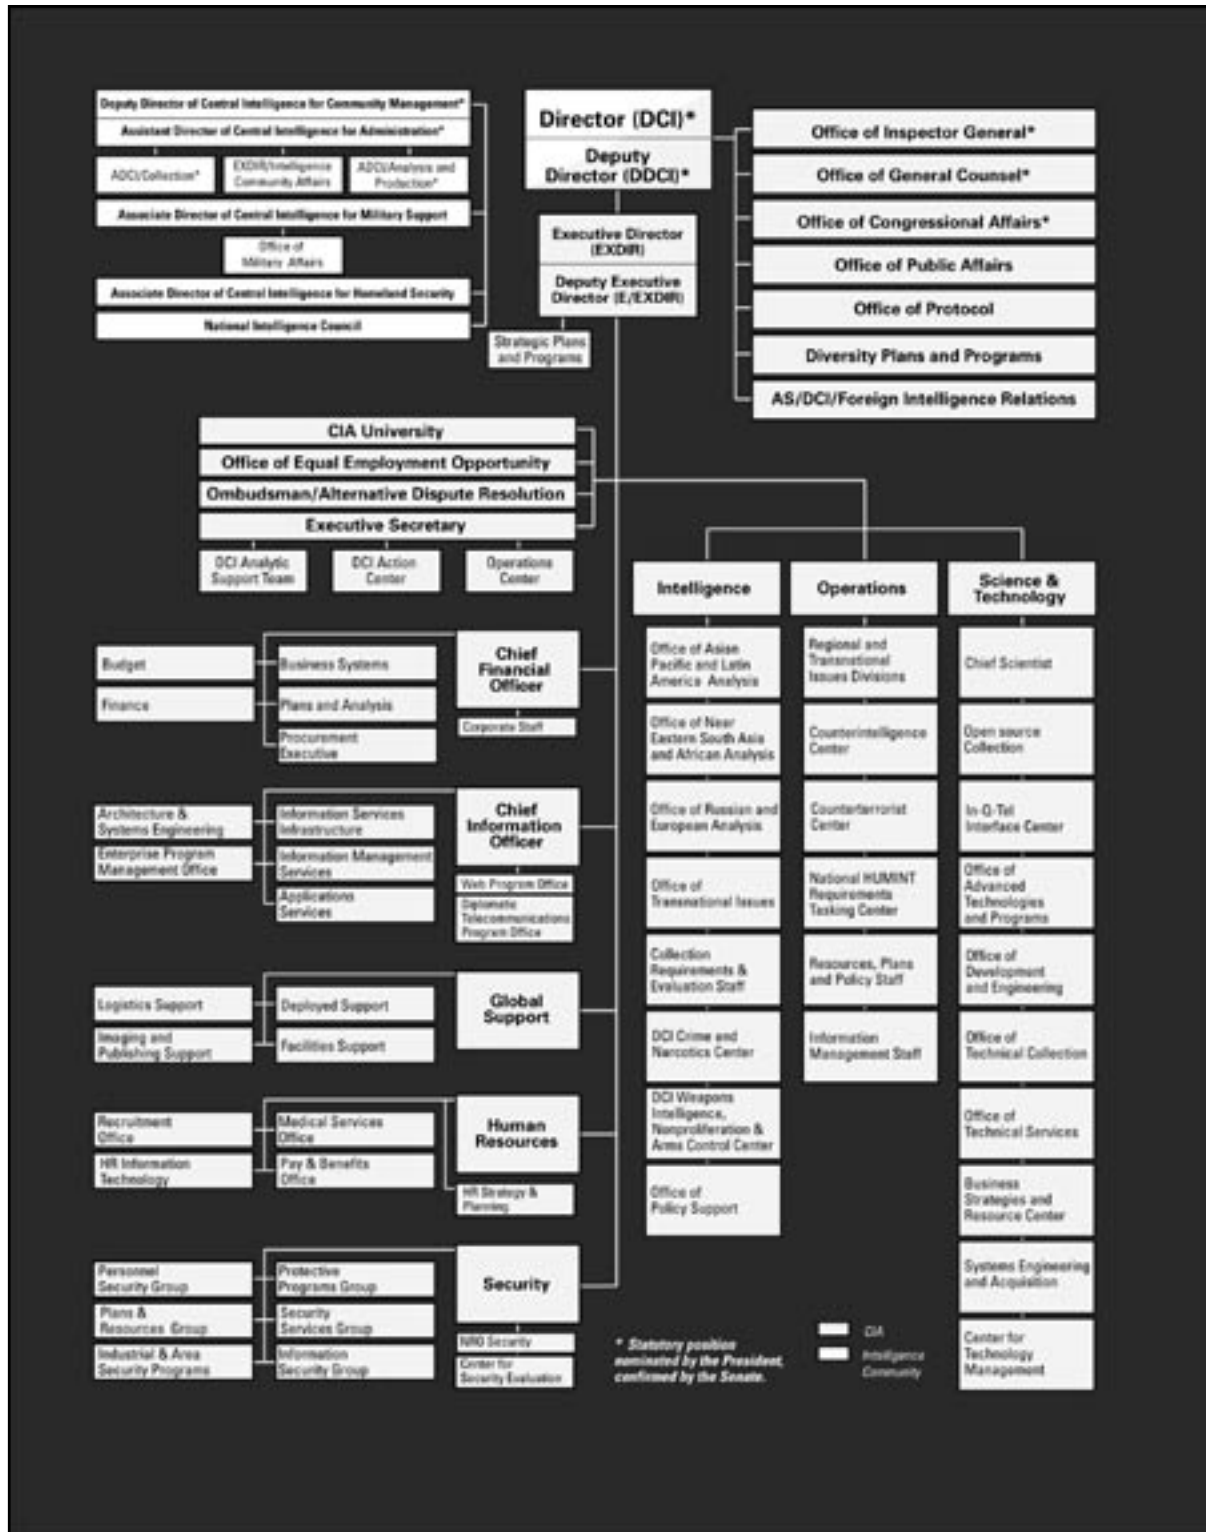 Deputy Director of Central Intelligence for Community Management*
Assistant Director of Central Intelligence for Administration*
ADCI/Collection*
EXDIR/Intelligence
Community Affairs
ADCI/Analysis and
Production*
Associate Director of Central Intelligence for Military Support
Office of
Military Affairs
Associate Director of Central Intelligence for Homeland Security
National Intelligence Council
Director (DCI)*
Deputy
Director (DDCI)*
Executive Director
(EXDIR)
Deputy Executive
Director (E/EXDIR)
Strategic Plans
and Programs
Office of Inspector General*
Office of General Counsel*
Office of Congressional Affairs*
Office of Public Affairs
Office of Protocol
Diversity Plans and Programs
AS/DCI/Foreign Intelligence Relations
CIA University
Office of Equal Employment Opportunity
Ombudsman/Alternative Dispute Resolution
Executive Secretary
DCI Analytic
Support Team
DCI Action
Center
Operations
Center
Chief
Financial
Officer
Corporate Staff
Budget
Business Systems
Finance
Plans and Analysis
Procurement
Executive
Chief
Information
Officer
Web Program Office
Diplomatic
Telecommunications
Program Office
Architecture &
Systems Engineering
Information Services
Infrastructure
Enterprise Program
Management Office
Information Management
Services
Applications
Services
Global
Support
Logistics Support
Deployed Support
Imaging and
Publishing Support
Facilities Support
Human
Resources
HR Strategy &
Planning
Recruitment
Office
Medical Services
Office
HR Information
Technology
Pay & Benefits
Office
Security
NRO Security
Center for
Security Evaluation
Personnel
Security Group
Protective
Programs Group
Plans &
Resources Group
Security
Services Group
Industrial & Area
Security Programs
Information
Security Group
Intelligence
Office of Asian
Pacific and Latin
America Analysis
Office of Near
Eastern South Asia
and African Analysis
Office of Russian and
European Analysis
Office of
Transnational Issues
Collection
Requirements &
Evaluation Staff
DCI Crime and
Narcotics Center
DCI Weapons
Intelligence,
Nonproliferation &
Arms Control Center
Office of
Policy Support
Operations
Regional and
Transnational
Issues Divisions
Counterintelligence
Center
Counterterrorist
Center
National HUMINT
Requirements
Tasking Center
Resources, Plans
and Policy Staff
Information
Management Staff
Science &
Technology
Chief Scientist
Open source
Collection
In-Q-Tel
Interface Center
Office of
Advanced
Technologies
and Programs
Office of
Development
and Engineering
Office of
Technical Collection
Office of
Technical Services
Business
Strategies and
Resource Center
Systems Engineering
and Acquisition
Center for
Technology
Management
* Statutory position
nominated by the President,
confirmed by the Senate.
CIA
Intelligence
Community